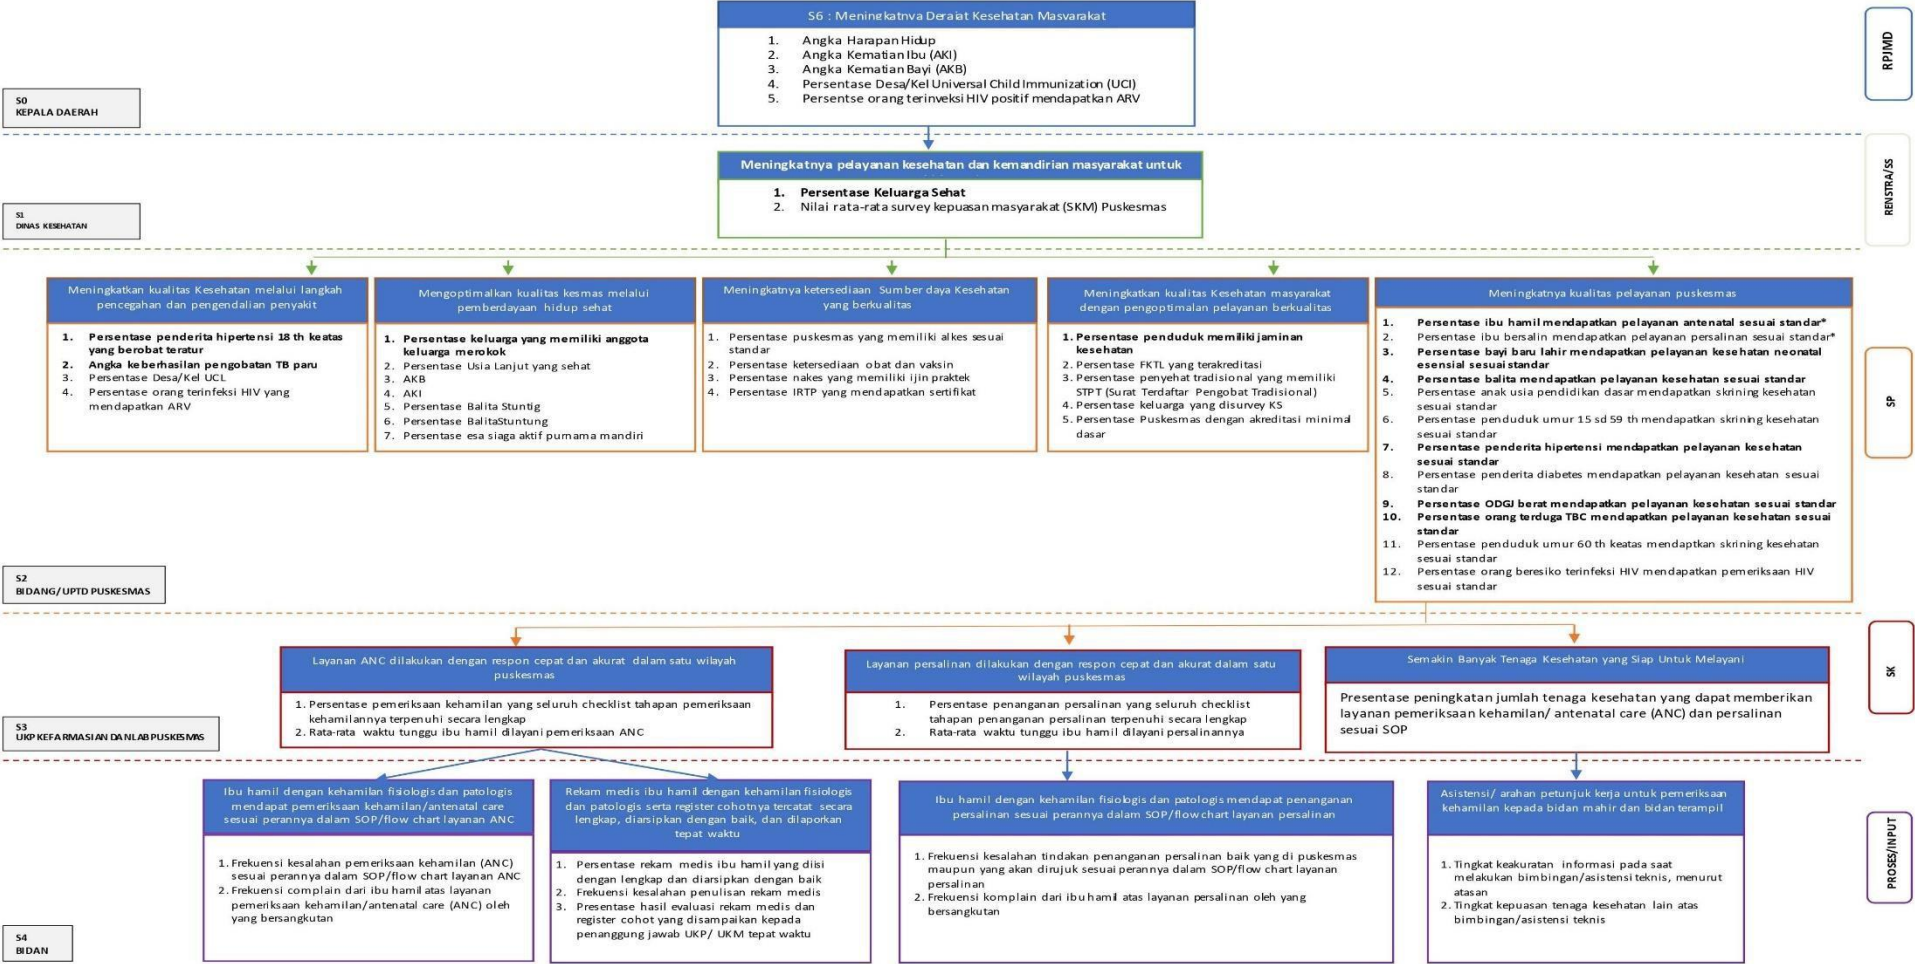 S6 : Meningkatnya Derajat Kesehatan Masyarakat
1. Angka Harapan Hidup
2. Angka Kematian Ibu (AKI)
3. Angka Kematian Bayi (AKB)
4. Persentase Desa/Kel Universal Child Immunization (UCI)
5. Persentse orang terinveksi HIV positif mendapatkan ARV
RPJMD
S0
KEPALA DAERAH
Meningkatnya pelayanan kesehatan dan kemandirian masyarakat untuk
1. Persentase Keluarga Sehat
2. Nilai rata-rata survey kepuasan masyarakat (SKM) Puskesmas
RENSTRA/SS
S1
DINAS KESEHATAN
Meningkatkan kualitas Kesehatan melalui langkah
pencegahan dan pengendalian penyakit
1. Persentase penderita hipertensi 18 th keatas
yang berobat teratur
2. Angka keberhasilan pengobatan TB paru
3. Persentase Desa/Kel UCL
4. Persentase orang terinfeksi HIV yang
mendapatkan ARV
Mengoptimalkan kualitas kesmas melalui
pemberdayaan hidup sehat
1. Persentase keluarga yang memiliki anggota
keluarga merokok
2. Persentase Usia Lanjut yang sehat
3. AKB
4. AKI
5. Persentase Balita Stuntig
6. Persentase BalitaStuntung
7. Persentase esa siaga aktif purnama mandiri
Meningkatnya ketersediaan Sumber daya Kesehatan
yang berkualitas
1. Persentase puskesmas yang memiliki alkes sesuai
standar
2. Persentase ketersediaan obat dan vaksin
3. Persentase nakes yang memiliki ijin praktek
4. Persentase IRTP yang mendapatkan sertifikat
Meningkatkan kualitas Kesehatan masyarakat
dengan pengoptimalan pelayanan berkualitas
1. Persentase penduduk memiliki jaminan
kesehatan
2. Persentase FKTL yang terakreditasi
3. Persentase penyehat tradisional yang memiliki
STPT (Surat Terdaftar Pengobat Tradisional)
4. Persentase keluarga yang disurvey KS
5. Persentase Puskesmas dengan akreditasi minimal
dasar
Meningkatnya kualitas pelayanan puskesmas
1. Persentase ibu hamil mendapatkan pelayanan antenatal sesuai standar*
2. Persentase ibu bersalin mendapatkan pelayanan persalinan sesuai standar*
3. Persentase bayi baru lahir mendapatkan pelayanan kesehatan neonatal
esensial sesuai standar
4. Persentase balita mendapatkan pelayanan kesehatan sesuai standar
5. Persentase anak usia pendidikan dasar mendapatkan skrining kesehatan
sesuai standar
6. Persentase penduduk umur 15 sd 59 th mendapatkan skrining kesehatan
sesuai standar
7. Persentase penderita hipertensi mendapatkan pelayanan kesehatan
sesuai standar
8. Persentase penderita diabetes mendapatkan pelayanan kesehatan sesuai
standar
9. Persentase ODGJ berat mendapatkan pelayanan kesehatan sesuai standar
10. Persentase orang terduga TBC mendapatkan pelayanan kesehatan sesuai
standar
11. Persentase penduduk umur 60 th keatas mendaptkan skrining kesehatan
sesuai standar
12. Persentase orang beresiko terinfeksi HIV mendapatkan pemeriksaan HIV
sesuai standar
SP
S2
BIDANG/UPTD PUSKESMAS
Layanan ANC dilakukan dengan respon cepat dan akurat dalam satu wilayah
puskesmas
1. Persentase pemeriksaan kehamilan yang seluruh checklist tahapan pemeriksaan
kehamilannya terpenuhi secara lengkap
2. Rata-rata waktu tunggu ibu hamil dilayani pemeriksaan ANC
Layanan persalinan dilakukan dengan respon cepat dan akurat dalam satu
wilayah puskesmas
1. Persentase penanganan persalinan yang seluruh checklist
tahapan penanganan persalinan terpenuhi secara lengkap
2. Rata-rata waktu tunggu ibu hamil dilayani persalinannya
Semakin Banyak Tenaga Kesehatan yang Siap Untuk Melayani
Presentase peningkatan jumlah tenaga kesehatan yang dapat memberikan
layanan pemeriksaan kehamilan/ antenatal care (ANC) dan persalinan
sesuai SOP
SK
S3
UKP KEFARMASIAN DAN LAB PUSKESMAS
Ibu hamil dengan kehamilan fisiologis dan patologis
mendapat pemeriksaan kehamilan/antenatal care
sesuai perannya dalam SOP/flow chart layanan ANC
1. Frekuensi kesalahan pemeriksaan kehamilan (ANC)
sesuai perannya dalam SOP/flow chart layanan ANC
2. Frekuensi complain dari ibu hamil atas layanan
pemeriksaan kehamilan/antenatal care (ANC) oleh
yang bersangkutan
Rekam medis ibu hamil dengan kehamilan fisiologis
dan patologis serta register cohotnya tercatat secara
lengkap, diarsipkan dengan baik, dan dilaporkan
tepat waktu
1. Persentase rekam medis ibu hamil yang diisi
dengan lengkap dan diarsipkan dengan baik
2. Frekuensi kesalahan penulisan rekam medis
3. Presentase hasil evaluasi rekam medis dan
register cohot yang disampaikan kepada
penanggung jawab UKP/ UKM tepat waktu
Ibu hamil dengan kehamilan fisiologis dan patologis mendapat penanganan
persalinan sesuai perannya dalam SOP/flow chart layanan persalinan
1. Frekuensi kesalahan tindakan penanganan persalinan baik yang di puskesmas
maupun yang akan dirujuk sesuai perannya dalam SOP/flow chart layanan
persalinan
2. Frekuensi komplain dari ibu hamil atas layanan persalinan oleh yang
bersangkutan
Asistensi/ arahan petunjuk kerja untuk pemeriksaan
kehamilan kepada bidan mahir dan bidan terampil
1. Tingkat keakuratan informasi pada saat
melakukan bimbingan/asistensi teknis, menurut
atasan
2. Tingkat kepuasan tenaga kesehatan lain atas
bimbingan/asistensi teknis
PROSES/INPUT
S4
BIDAN